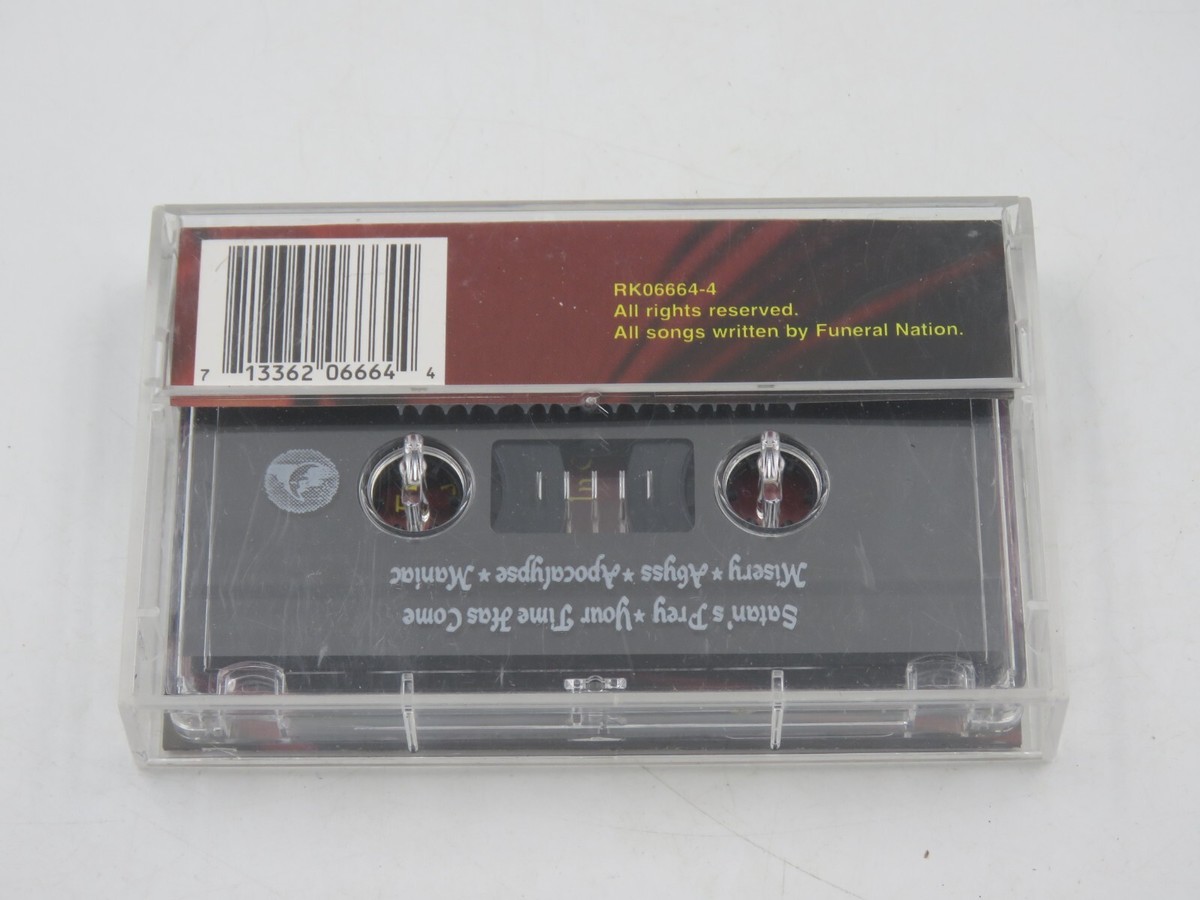 RK06664-4
All rights reserved.
All songs written by Funeral Nation.
7 13362 06664 4
Satan's Prey * Your Time Has Come
Misery * Abyss * Apocalypse * Maniac